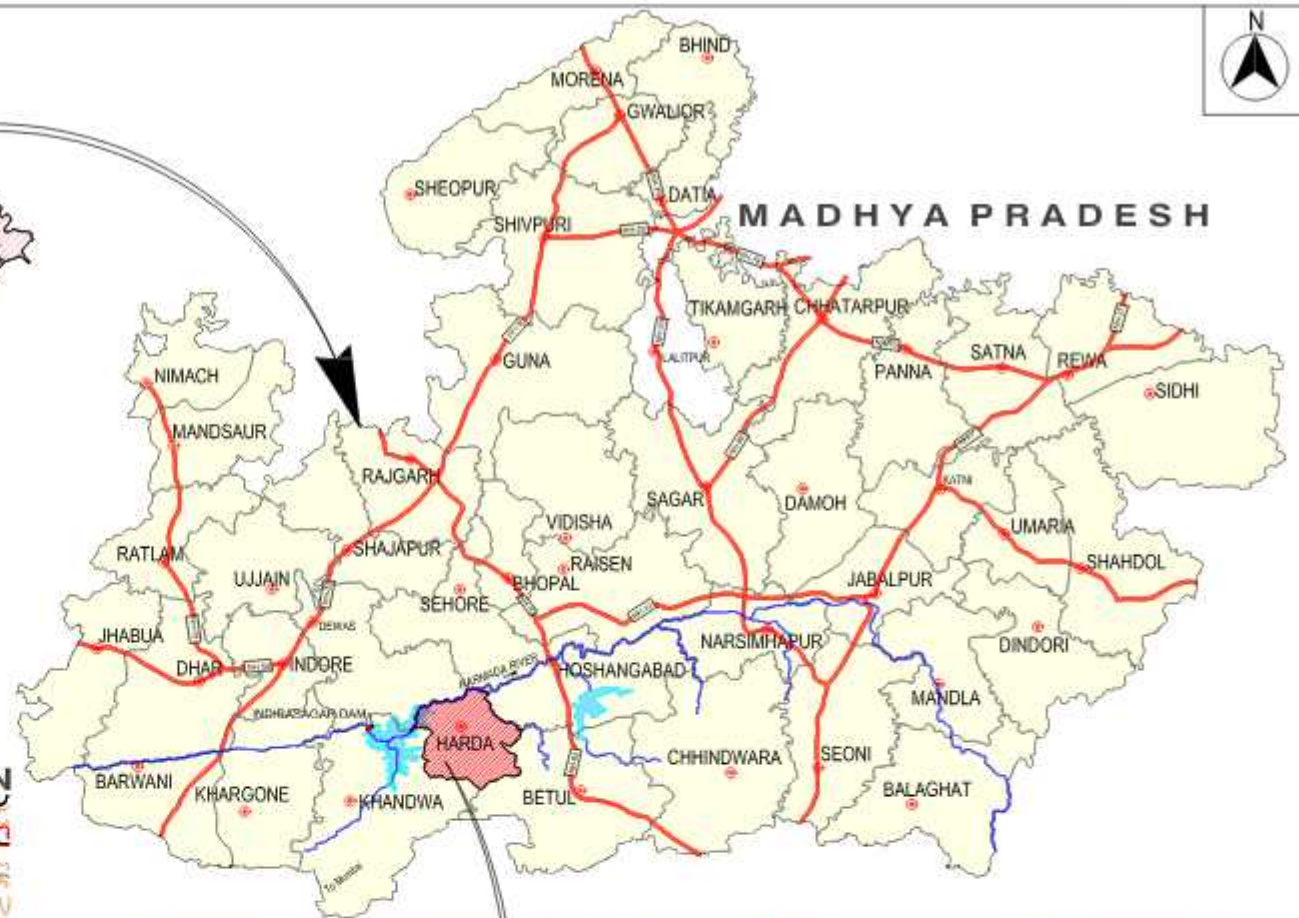 N
BHIND
MORENA
GWALIOR
SHEOPUR
DATIA
MADHYA PRADESH
SHIVPURI
TIKAMGARH
CHHATARPUR
LALITPUR
GUNA
SATNA
REWA
PANNA
NIMACH
SIDHI
MANDSAUR
RAJGARH
KATNI
SAGAR
DAMOH
VIDISHA
UMARIA
SHAJAPUR
RATLAM
RAISEN
SHAHDOL
UJJAIN
BHOPAL
JABALPUR
SEHORE
DEWAS
JHABUA
NARSIMHAPUR
DINDORI
DHAR
INDORE
NARMADA RIVER
HOSHANGABAD
MANDLA
INDIRASAGAR DAM
HARDA
CHHINDWARA
SEONI
BARWANI
KHARGONE
KHANDWA
BETUL
BALAGHAT
To Mumbai